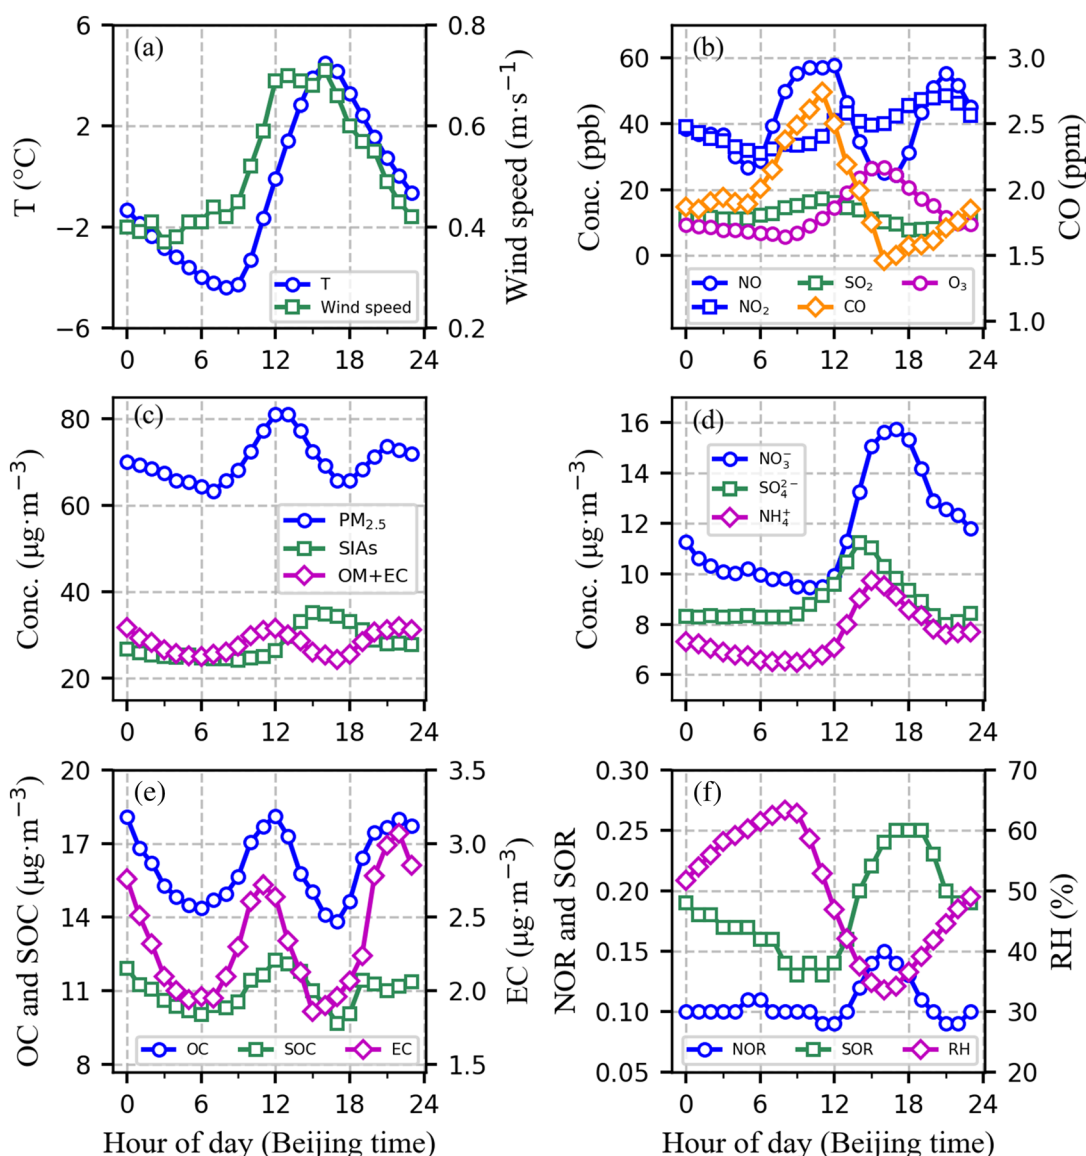 (a)
T (°C)
6
2
−2
−6
Wind speed (m·s⁻¹)
0.8
0.6
0.4
0.2
T
Wind speed
0 6 12 18 24
(b)
Conc. (ppb)
60
40
20
0
CO (ppm)
3.0
2.5
2.0
1.5
1.0
NO SO₂ O₃
NO₂ CO
0 6 12 18 24
(c)
Conc. (μg·m⁻³)
80
60
40
20
PM₂.₅
SIAs
OM+EC
0 6 12 18 24
(d)
Conc. (μg·m⁻³)
16
14
12
10
8
6
NO₃⁻
SO₄²⁻
NH₄⁺
0 6 12 18 24
(e)
OC and SOC (μg·m⁻³)
20
17
14
11
8
EC (μg·m⁻³)
3.5
3.0
2.5
2.0
1.5
OC SOC EC
0 6 12 18 24
Hour of day (Beijing time)
(f)
NOR and SOR
0.30
0.25
0.20
0.15
0.10
0.05
RH (%)
70
60
50
40
30
20
NOR SOR RH
0 6 12 18 24
Hour of day (Beijing time)